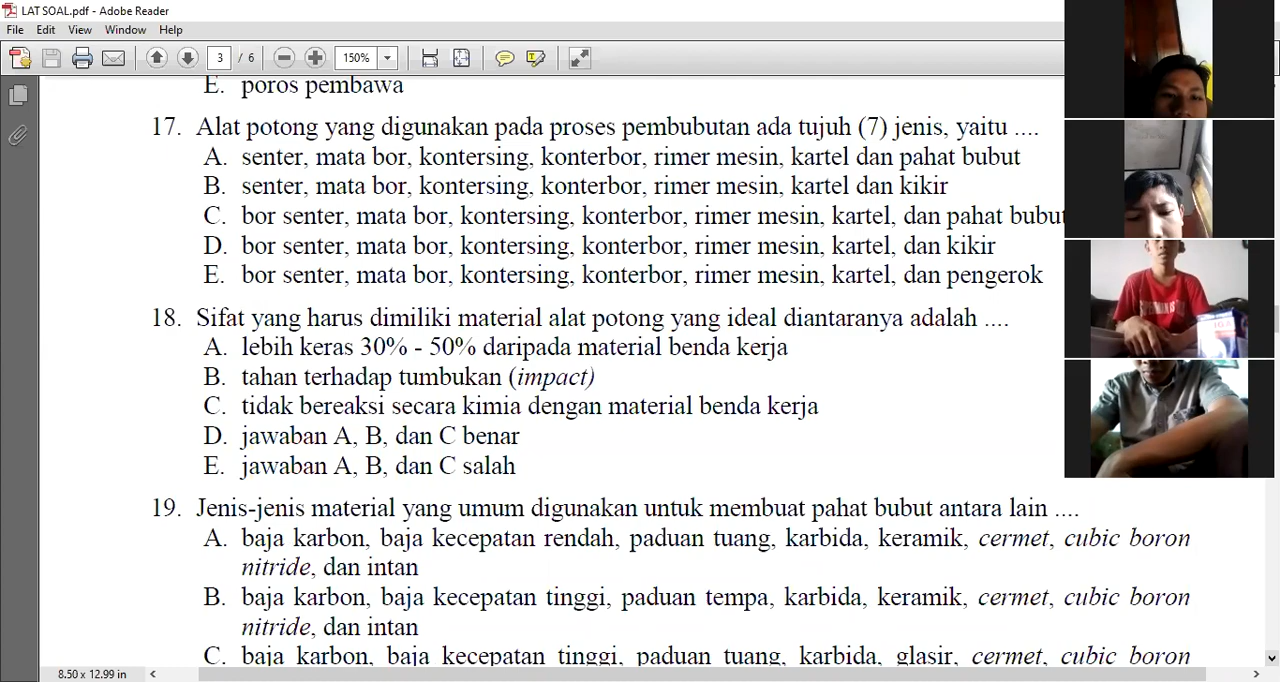 LAT SOAL.pdf - Adobe Reader
File Edit View Window Help
3 / 6 150%
E. poros pembawa
17. Alat potong yang digunakan pada proses pembubutan ada tujuh (7) jenis, yaitu ....
A. senter, mata bor, kontersing, konterbor, rimer mesin, kartel dan pahat bubut
B. senter, mata bor, kontersing, konterbor, rimer mesin, kartel dan kikir
C. bor senter, mata bor, kontersing, konterbor, rimer mesin, kartel, dan pahat bubut
D. bor senter, mata bor, kontersing, konterbor, rimer mesin, kartel, dan kikir
E. bor senter, mata bor, kontersing, konterbor, rimer mesin, kartel, dan pengerok
18. Sifat yang harus dimiliki material alat potong yang ideal diantaranya adalah ....
A. lebih keras 30% - 50% daripada material benda kerja
B. tahan terhadap tumbukan (impact)
C. tidak bereaksi secara kimia dengan material benda kerja
D. jawaban A, B, dan C benar
E. jawaban A, B, dan C salah
19. Jenis-jenis material yang umum digunakan untuk membuat pahat bubut antara lain ....
A. baja karbon, baja kecepatan rendah, paduan tuang, karbida, keramik, cermet, cubic boron
nitride, dan intan
B. baja karbon, baja kecepatan tinggi, paduan tempa, karbida, keramik, cermet, cubic boron
nitride, dan intan
C. baja karbon, baja kecepatan tinggi, paduan tuang, karbida, glasir, cermet, cubic boron
8.50 x 12.99 in